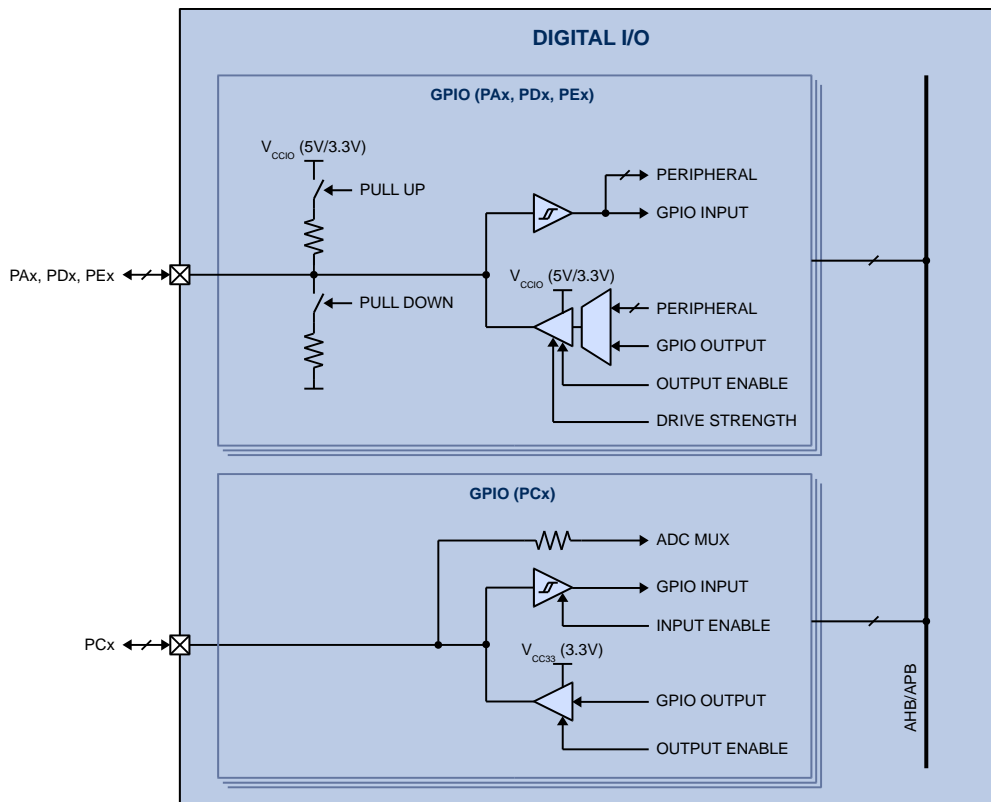 DIGITAL I/O
GPIO (PAx, PDx, PEx)
VCCIO (5V/3.3V)
PULL UP
PERIPHERAL
GPIO INPUT
PAx, PDx, PEx
VCCIO (5V/3.3V)
PULL DOWN
PERIPHERAL
GPIO OUTPUT
OUTPUT ENABLE
DRIVE STRENGTH
GPIO (PCx)
ADC MUX
GPIO INPUT
INPUT ENABLE
PCx
VCC33 (3.3V)
GPIO OUTPUT
OUTPUT ENABLE
AHB/APB